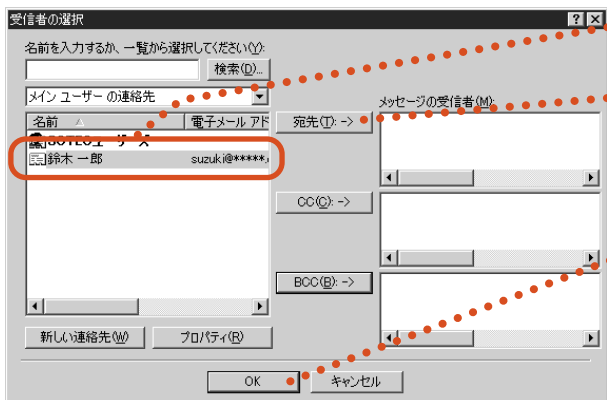 受信者の選択
名前を入力するか、一覧から選択してください(Y):
検索(D)...
メイン ユーザー の連絡先
メッセージの受信者(M):
名前 電子メール アド
宛先(T): ->
鈴木 一郎 suzuki@*****.
CC(C): ->
BCC(B): ->
新しい連絡先(W) プロパティ(R)
OK キャンセル